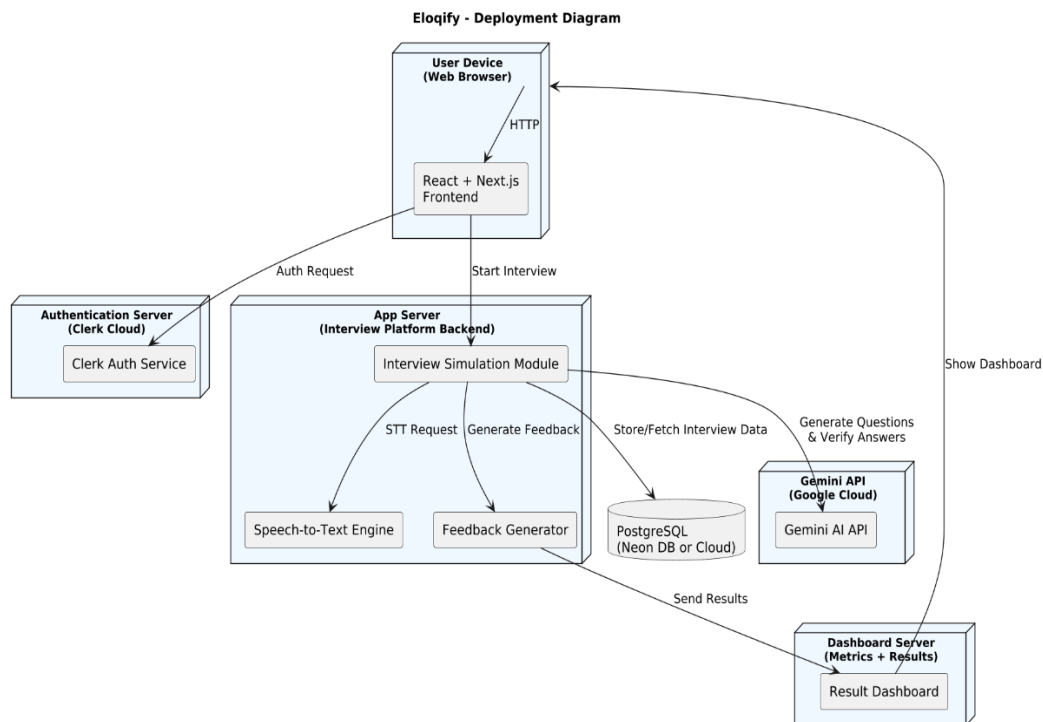 Eloqify - Deployment Diagram
User Device
(Web Browser)
HTTP
React + Next.js
Frontend
Auth Request
Start Interview
Authentication Server
(Clerk Cloud)
Clerk Auth Service
App Server
(Interview Platform Backend)
Interview Simulation Module
Show Dashboard
STT Request
Generate Feedback
Store/Fetch Interview Data
Generate Questions
& Verify Answers
Speech-to-Text Engine
Feedback Generator
PostgreSQL
(Neon DB or Cloud)
Gemini API
(Google Cloud)
Gemini AI API
Send Results
Dashboard Server
(Metrics + Results)
Result Dashboard